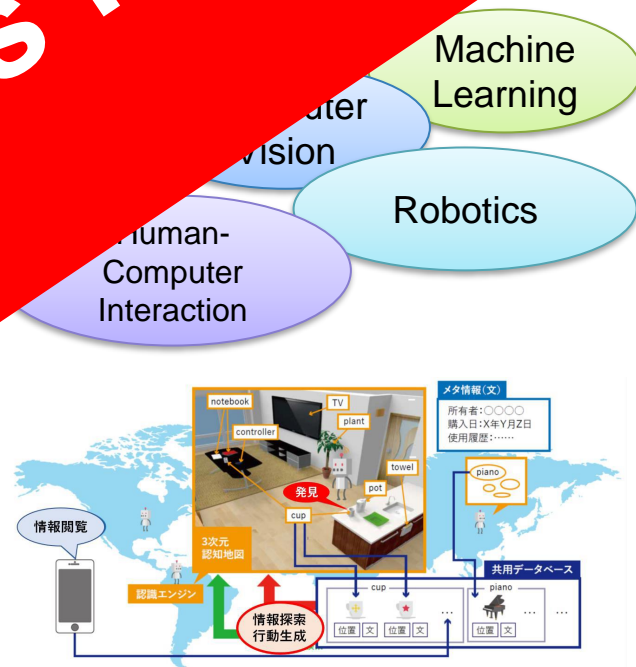 Machine
Learning
Vision
Robotics
Computer
Interaction
メタ情報(文)
所有者:○○○○
購入日:X年Y月Z日
使用履歴:……
notebook
TV
controller
plant
towel
piano
発見
pot
cup
情報閲覧
3次元
認知地図
認識エンジン
共用データベース
cup
piano
情報探索
行動生成
… … …
位置 文 位置 文 位置 文